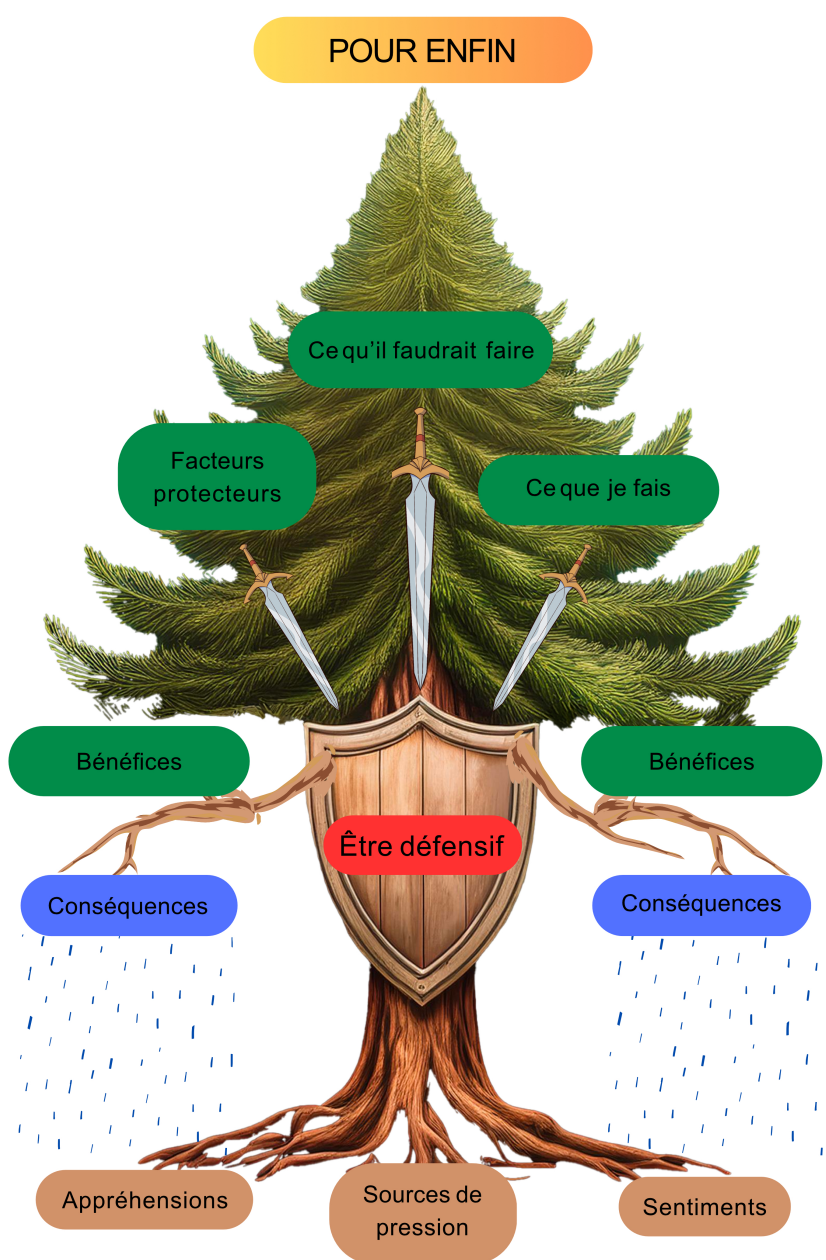 POUR ENFIN
Ce qu'il faudrait faire
Facteurs
protecteurs
Ce que je fais
Bénéfices
Bénéfices
Être défensif
Conséquences
Conséquences
Appréhensions
Sources de
pression
Sentiments